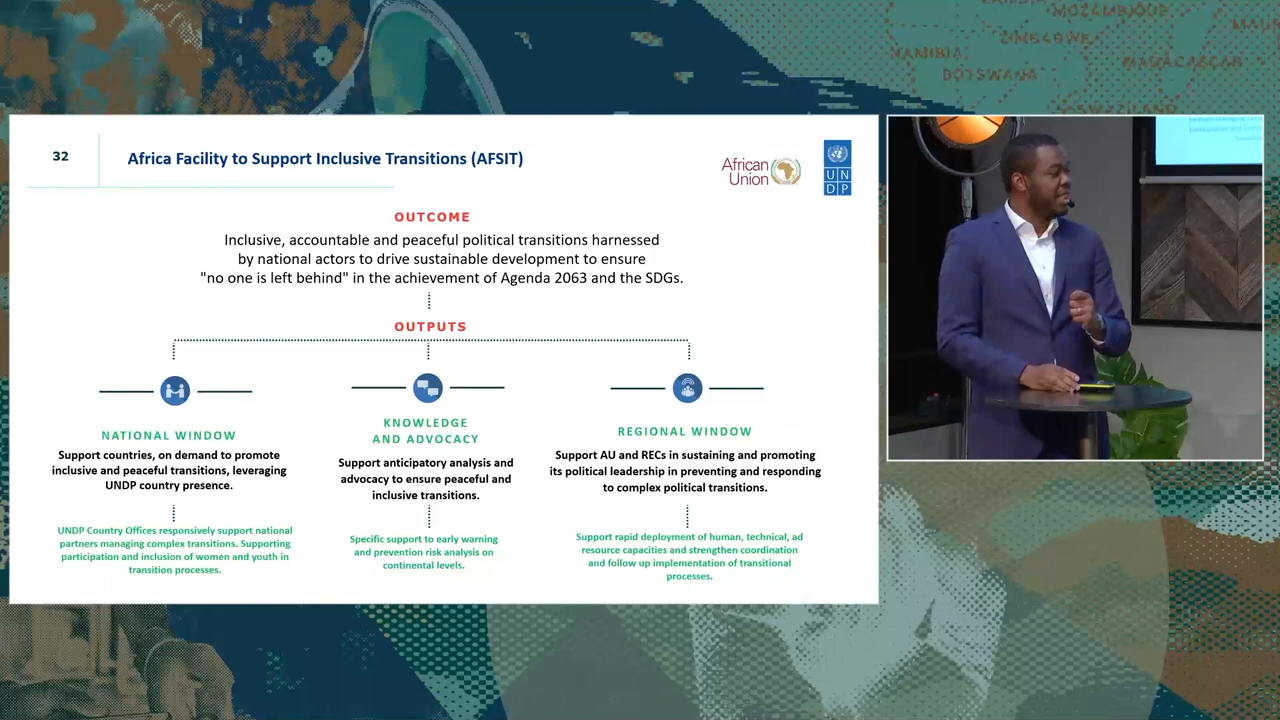 MOZAMBIQUE
ZIMBABWE
NAMIBIA
BOTSWANA
MADAGASCAR
SWAZILAND
32
Africa Facility to Support Inclusive Transitions (AFSIT)
African
Union
U N
D P
OUTCOME
Inclusive, accountable and peaceful political transitions harnessed
by national actors to drive sustainable development to ensure
"no one is left behind" in the achievement of Agenda 2063 and the SDGs.
OUTPUTS
NATIONAL WINDOW
Support countries, on demand to promote
inclusive and peaceful transitions, leveraging
UNDP country presence.
UNDP Country Offices responsively support national
partners managing complex transitions. Supporting
participation and inclusion of women and youth in
transition processes.
KNOWLEDGE
AND ADVOCACY
Support anticipatory analysis and
advocacy to ensure peaceful and
inclusive transitions.
Specific support to early warning
and prevention risk analysis on
continental levels.
REGIONAL WINDOW
Support AU and RECs in sustaining and promoting
its political leadership in preventing and responding
to complex political transitions.
Support rapid deployment of human, technical, ad
resource capacities and strengthen coordination
and follow up implementation of transitional
processes.